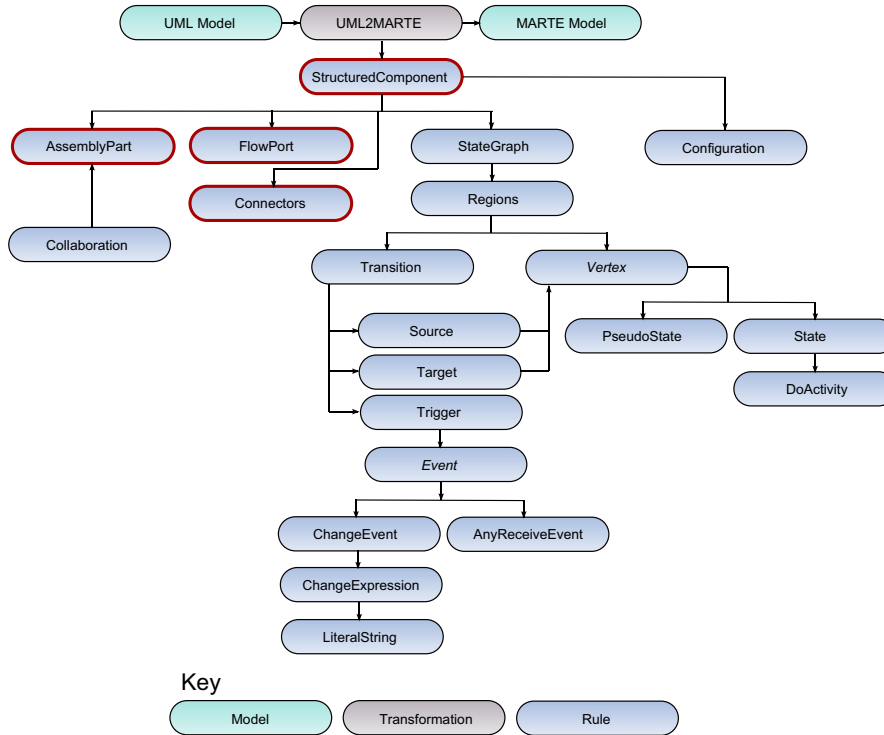 UML Model
UML2MARTE
MARTE Model
StructuredComponent
AssemblyPart
FlowPort
StateGraph
Configuration
Connectors
Regions
Collaboration
Transition
Vertex
Source
PseudoState
State
Target
DoActivity
Trigger
Event
ChangeEvent
AnyReceiveEvent
ChangeExpression
LiteralString
Key
Model
Transformation
Rule